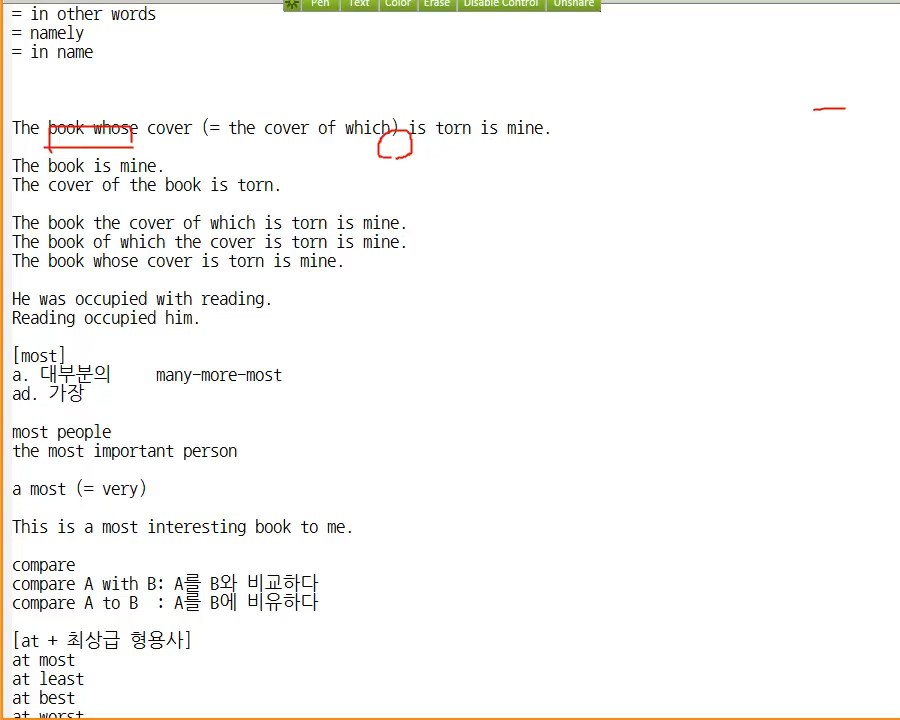 Pen Text Color Erase Disable Control Unshare
= in other words
= namely
= in name
The book whose cover (= the cover of which) is torn is mine.
The book is mine.
The cover of the book is torn.
The book the cover of which is torn is mine.
The book of which the cover is torn is mine.
The book whose cover is torn is mine.
He was occupied with reading.
Reading occupied him.
[most]
a. 대부분의 many-more-most
ad. 가장
most people
the most important person
a most (= very)
This is a most interesting book to me.
compare
compare A with B: A를 B와 비교하다
compare A to B : A를 B에 비유하다
[at + 최상급 형용사]
at most
at least
at best
at worst